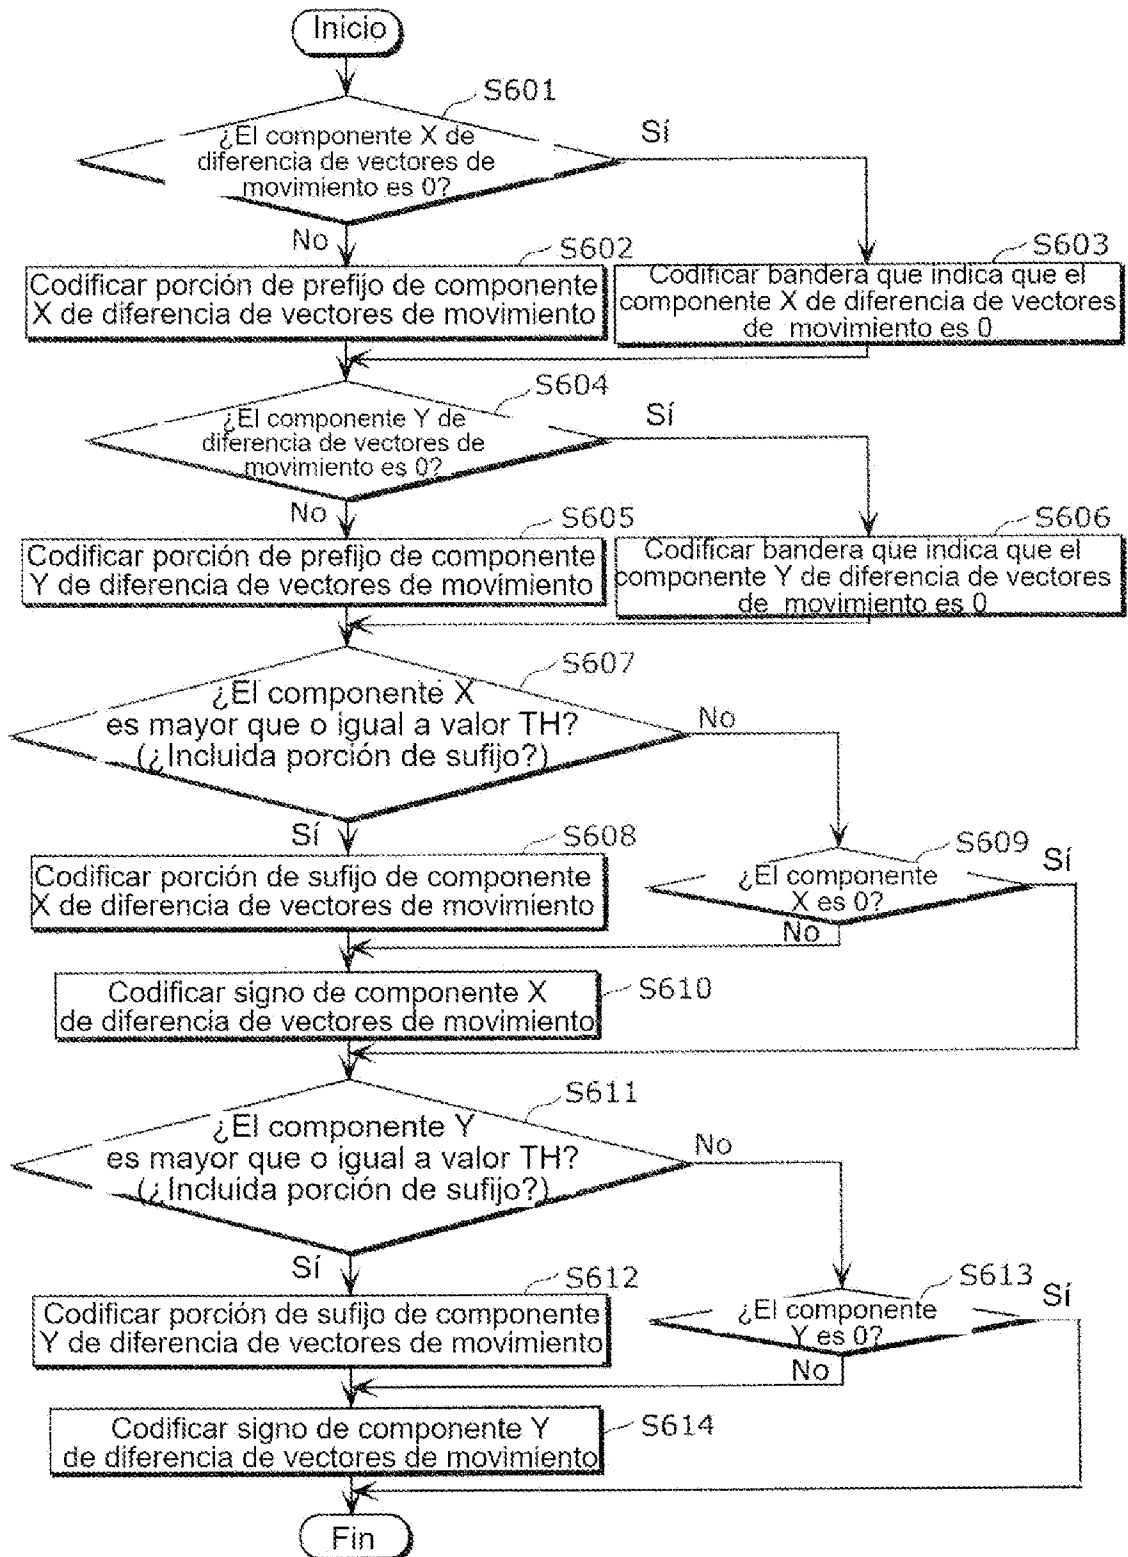 Inicio
S601
¿El componente X de
diferencia de vectores de
movimiento es 0?
Sí
No
S602
Codificar porción de prefijo de componente
X de diferencia de vectores de movimiento
S603
Codificar bandera que indica que el
componente X de diferencia de vectores
de movimiento es 0
S604
¿El componente Y de
diferencia de vectores de
movimiento es 0?
Sí
No
S605
Codificar porción de prefijo de componente
Y de diferencia de vectores de movimiento
S606
Codificar bandera que indica que el
componente Y de diferencia de vectores
de movimiento es 0
S607
¿El componente X
es mayor que o igual a valor TH?
(¿Incluida porción de sufijo?)
No
Sí
S608
Codificar porción de sufijo de componente
X de diferencia de vectores de movimiento
S609
¿El componente
X es 0?
Sí
No
Codificar signo de componente X
de diferencia de vectores de movimiento
S610
S611
¿El componente Y
es mayor que o igual a valor TH?
(¿Incluida porción de sufijo?)
No
Sí
S612
Codificar porción de sufijo de componente
Y de diferencia de vectores de movimiento
S613
¿El componente
Y es 0?
Sí
No
Codificar signo de componente Y
de diferencia de vectores de movimiento
S614
Fin